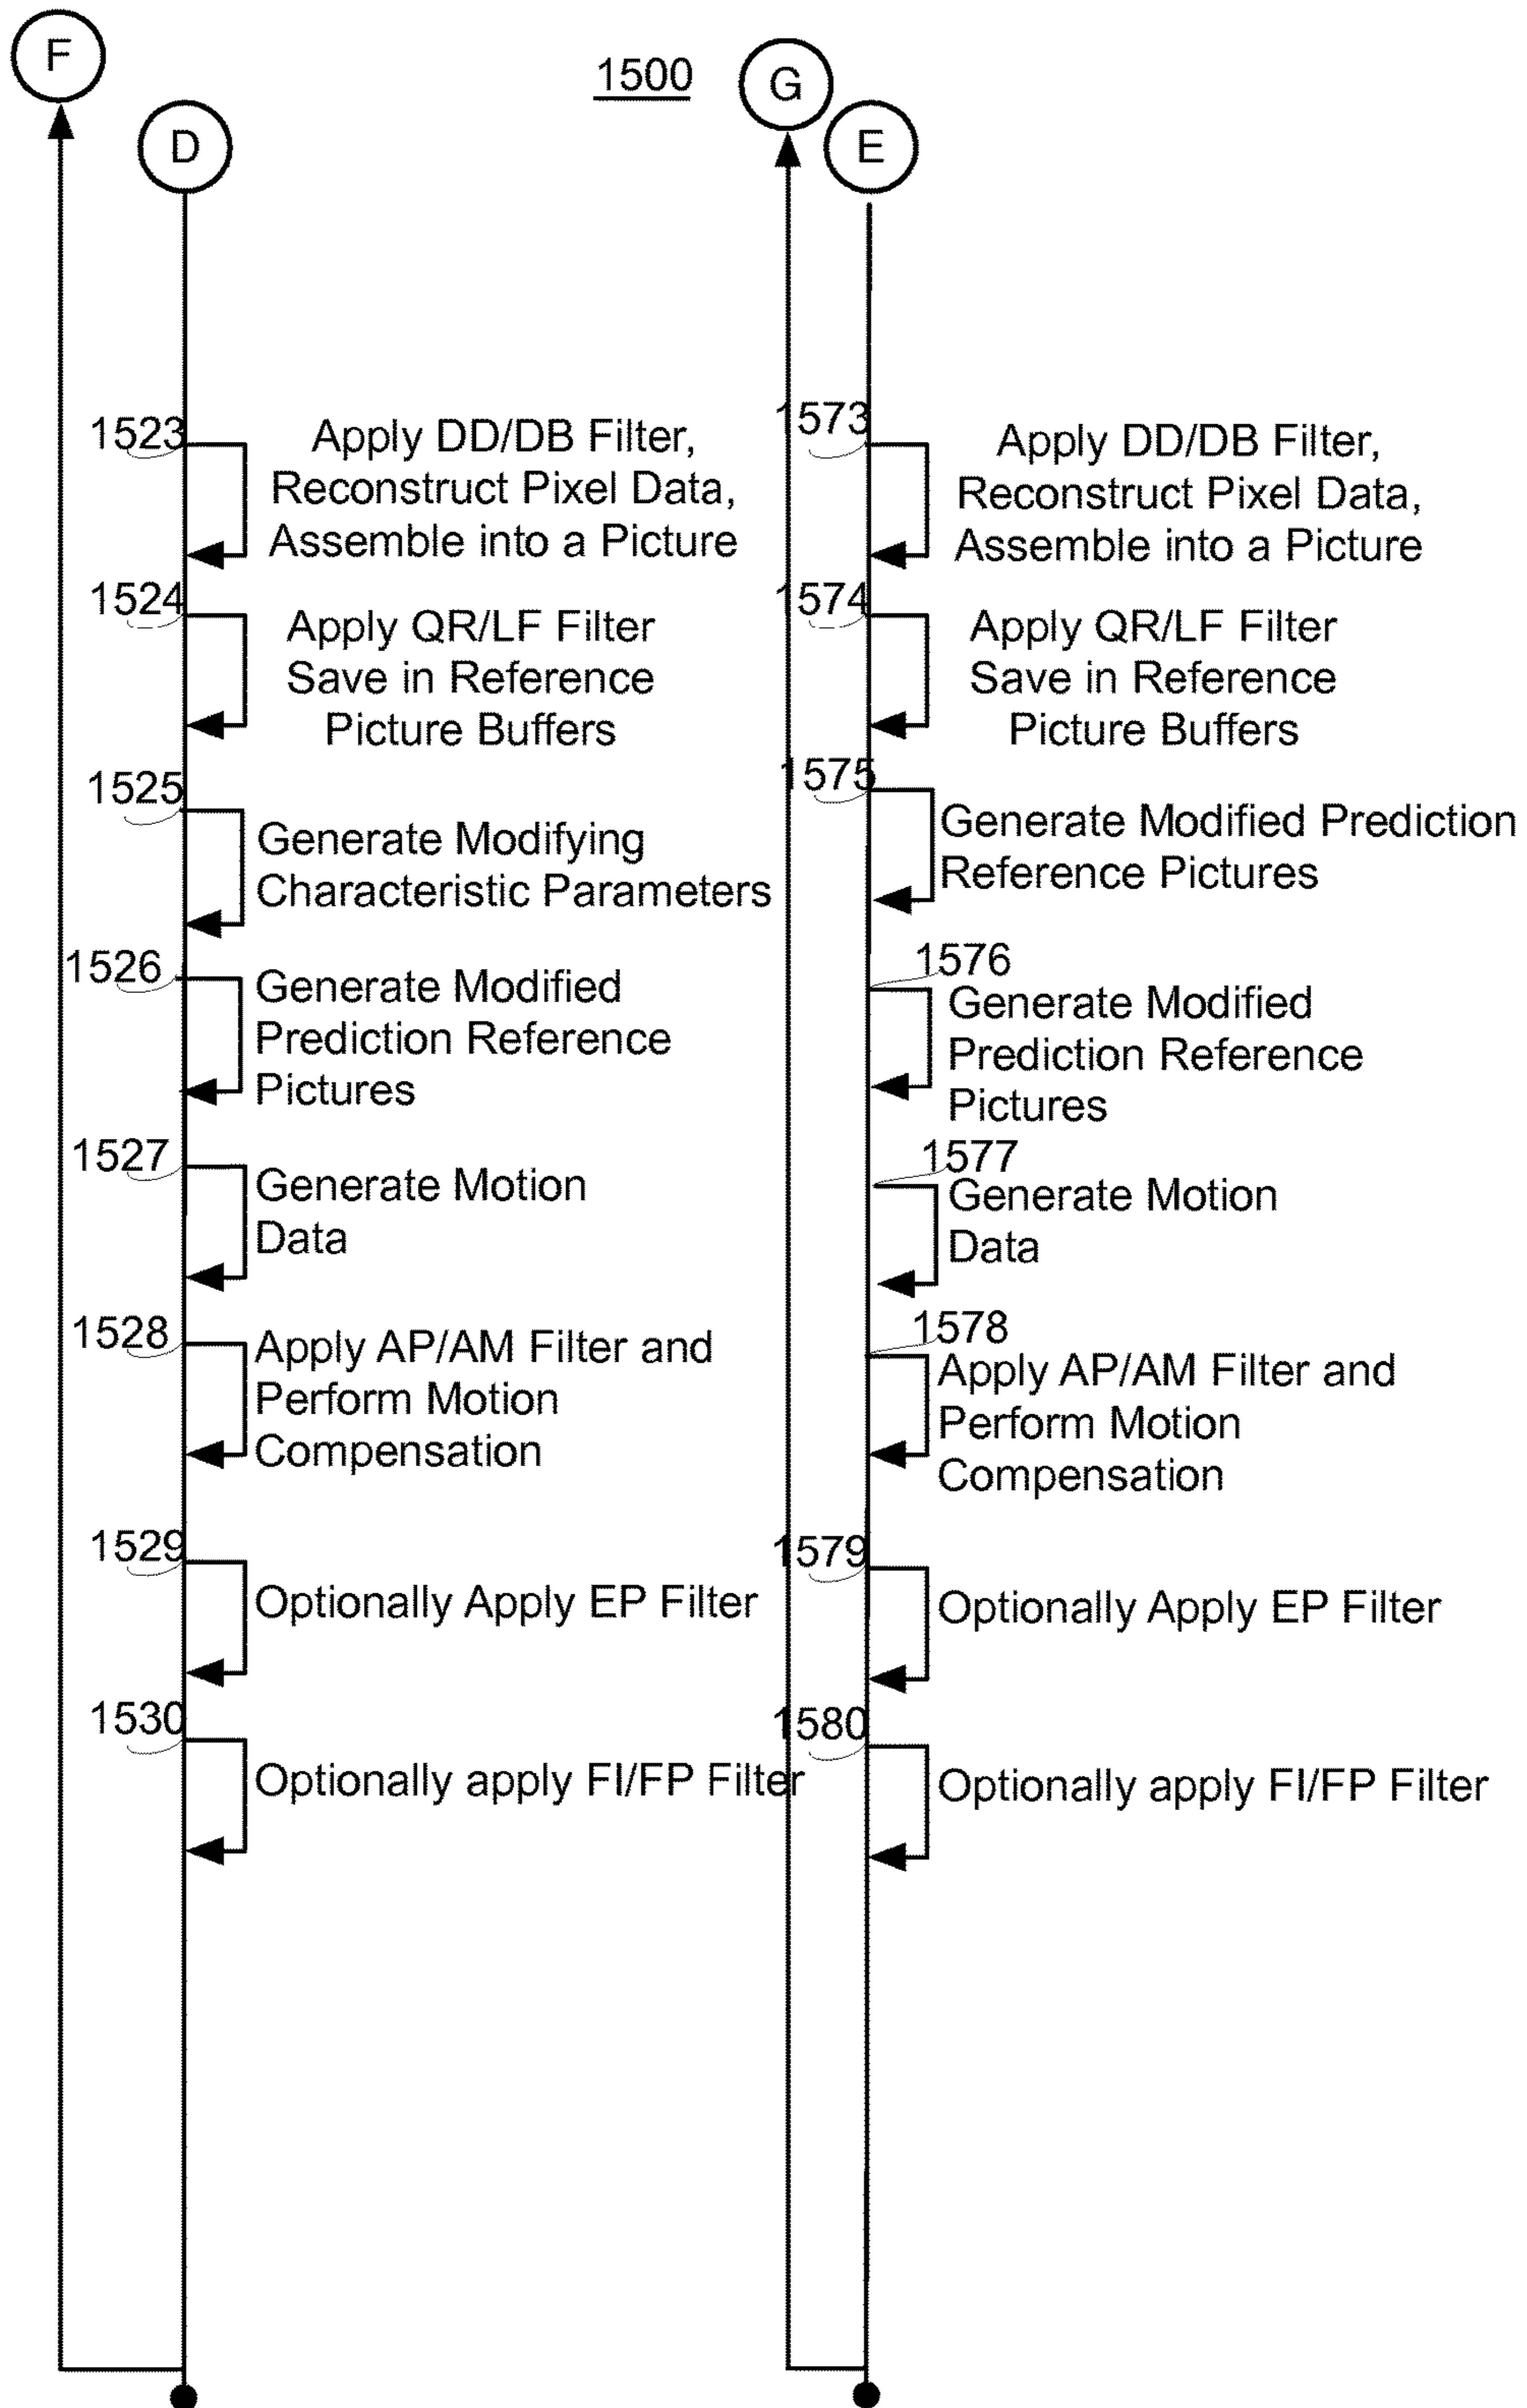 F
1500
G
D
E
1523
Apply DD/DB Filter,
Reconstruct Pixel Data,
Assemble into a Picture
1524
Apply QR/LF Filter
Save in Reference
Picture Buffers
1525
Generate Modifying
Characteristic Parameters
1526
Generate Modified
Prediction Reference
Pictures
1527
Generate Motion
Data
1528
Apply AP/AM Filter and
Perform Motion
Compensation
1529
Optionally Apply EP Filter
1530
Optionally apply FI/FP Filter
1573
Apply DD/DB Filter,
Reconstruct Pixel Data,
Assemble into a Picture
1574
Apply QR/LF Filter
Save in Reference
Picture Buffers
1575
Generate Modified Prediction
Reference Pictures
1576
Generate Modified
Prediction Reference
Pictures
1577
Generate Motion
Data
1578
Apply AP/AM Filter and
Perform Motion
Compensation
1579
Optionally Apply EP Filter
1580
Optionally apply FI/FP Filter